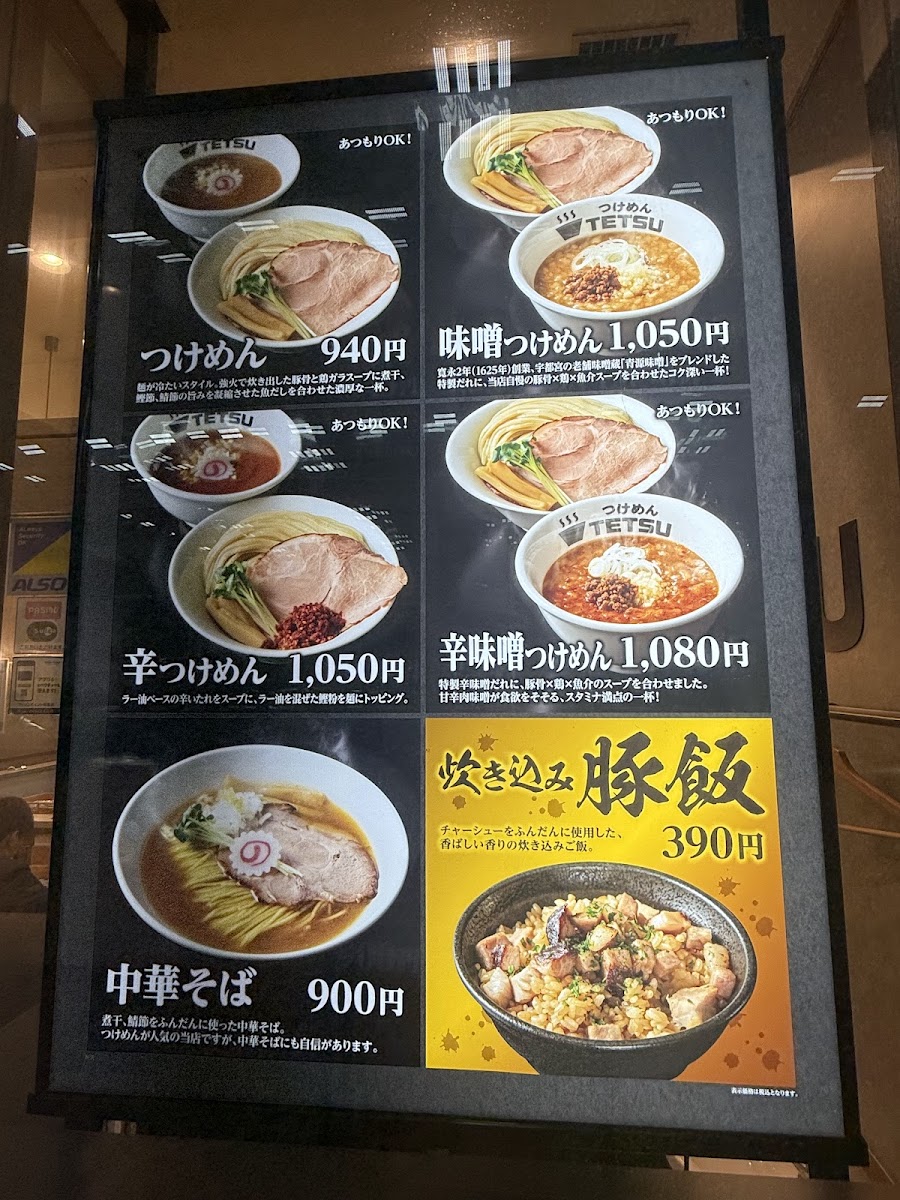 TETSU
あつもりOK!
つけめん 940円
麺が冷たいスタイル。強火で炊き出した豚骨と鶏ガラスープに煮干、
鰹節、鯖節の旨みを凝縮させた魚だしを合わせた濃厚な一杯。
あつもりOK!
つけめん
TETSU
味噌つけめん 1,050円
寛永2年(1625年)創業、宇都宮の老舗味噌蔵「青源味噌」をブレンドした
特製だれに、当店自慢の豚骨×鶏×魚介スープを合わせたコク深い一杯!
TETSU
あつもりOK!
辛つけめん 1,050円
ラー油ベースの辛いたれをスープに、ラー油を混ぜた鰹粉を麺にトッピング。
あつもりOK!
つけめん
TETSU
辛味噌つけめん 1,080円
特製辛味噌だれに、豚骨×鶏×魚介のスープを合わせました。
甘辛肉味噌が食欲をそそる、スタミナ満点の一杯!
中華そば 900円
煮干、鯖節をふんだんに使った中華そば。
つけめんが人気の当店ですが、中華そばにも自信があります。
炊き込み豚飯
390円
チャーシューをふんだんに使用した、
香ばしい香りの炊き込みご飯。
表示価格は税込となります。
ALSO
PASMO
U